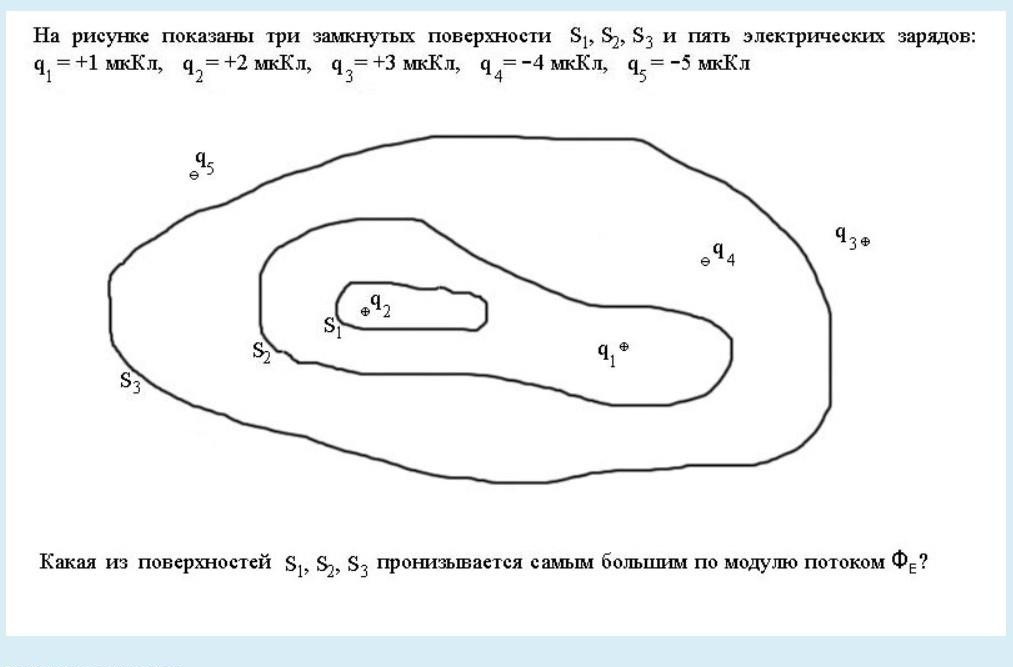 На рисунке показаны три замкнутых поверхности S₁, S₂, S₃ и пять электрических зарядов:
q₁ = +1 мкКл, q₂ = +2 мкКл, q₃ = +3 мкКл, q₄ = −4 мкКл, q₅ = −5 мкКл
q₅
q₃
q₄
q₂
S₁
S₂
q₁
S₃
Какая из поверхностей S₁, S₂, S₃ пронизывается самым большим по модулю потоком Φ_E?